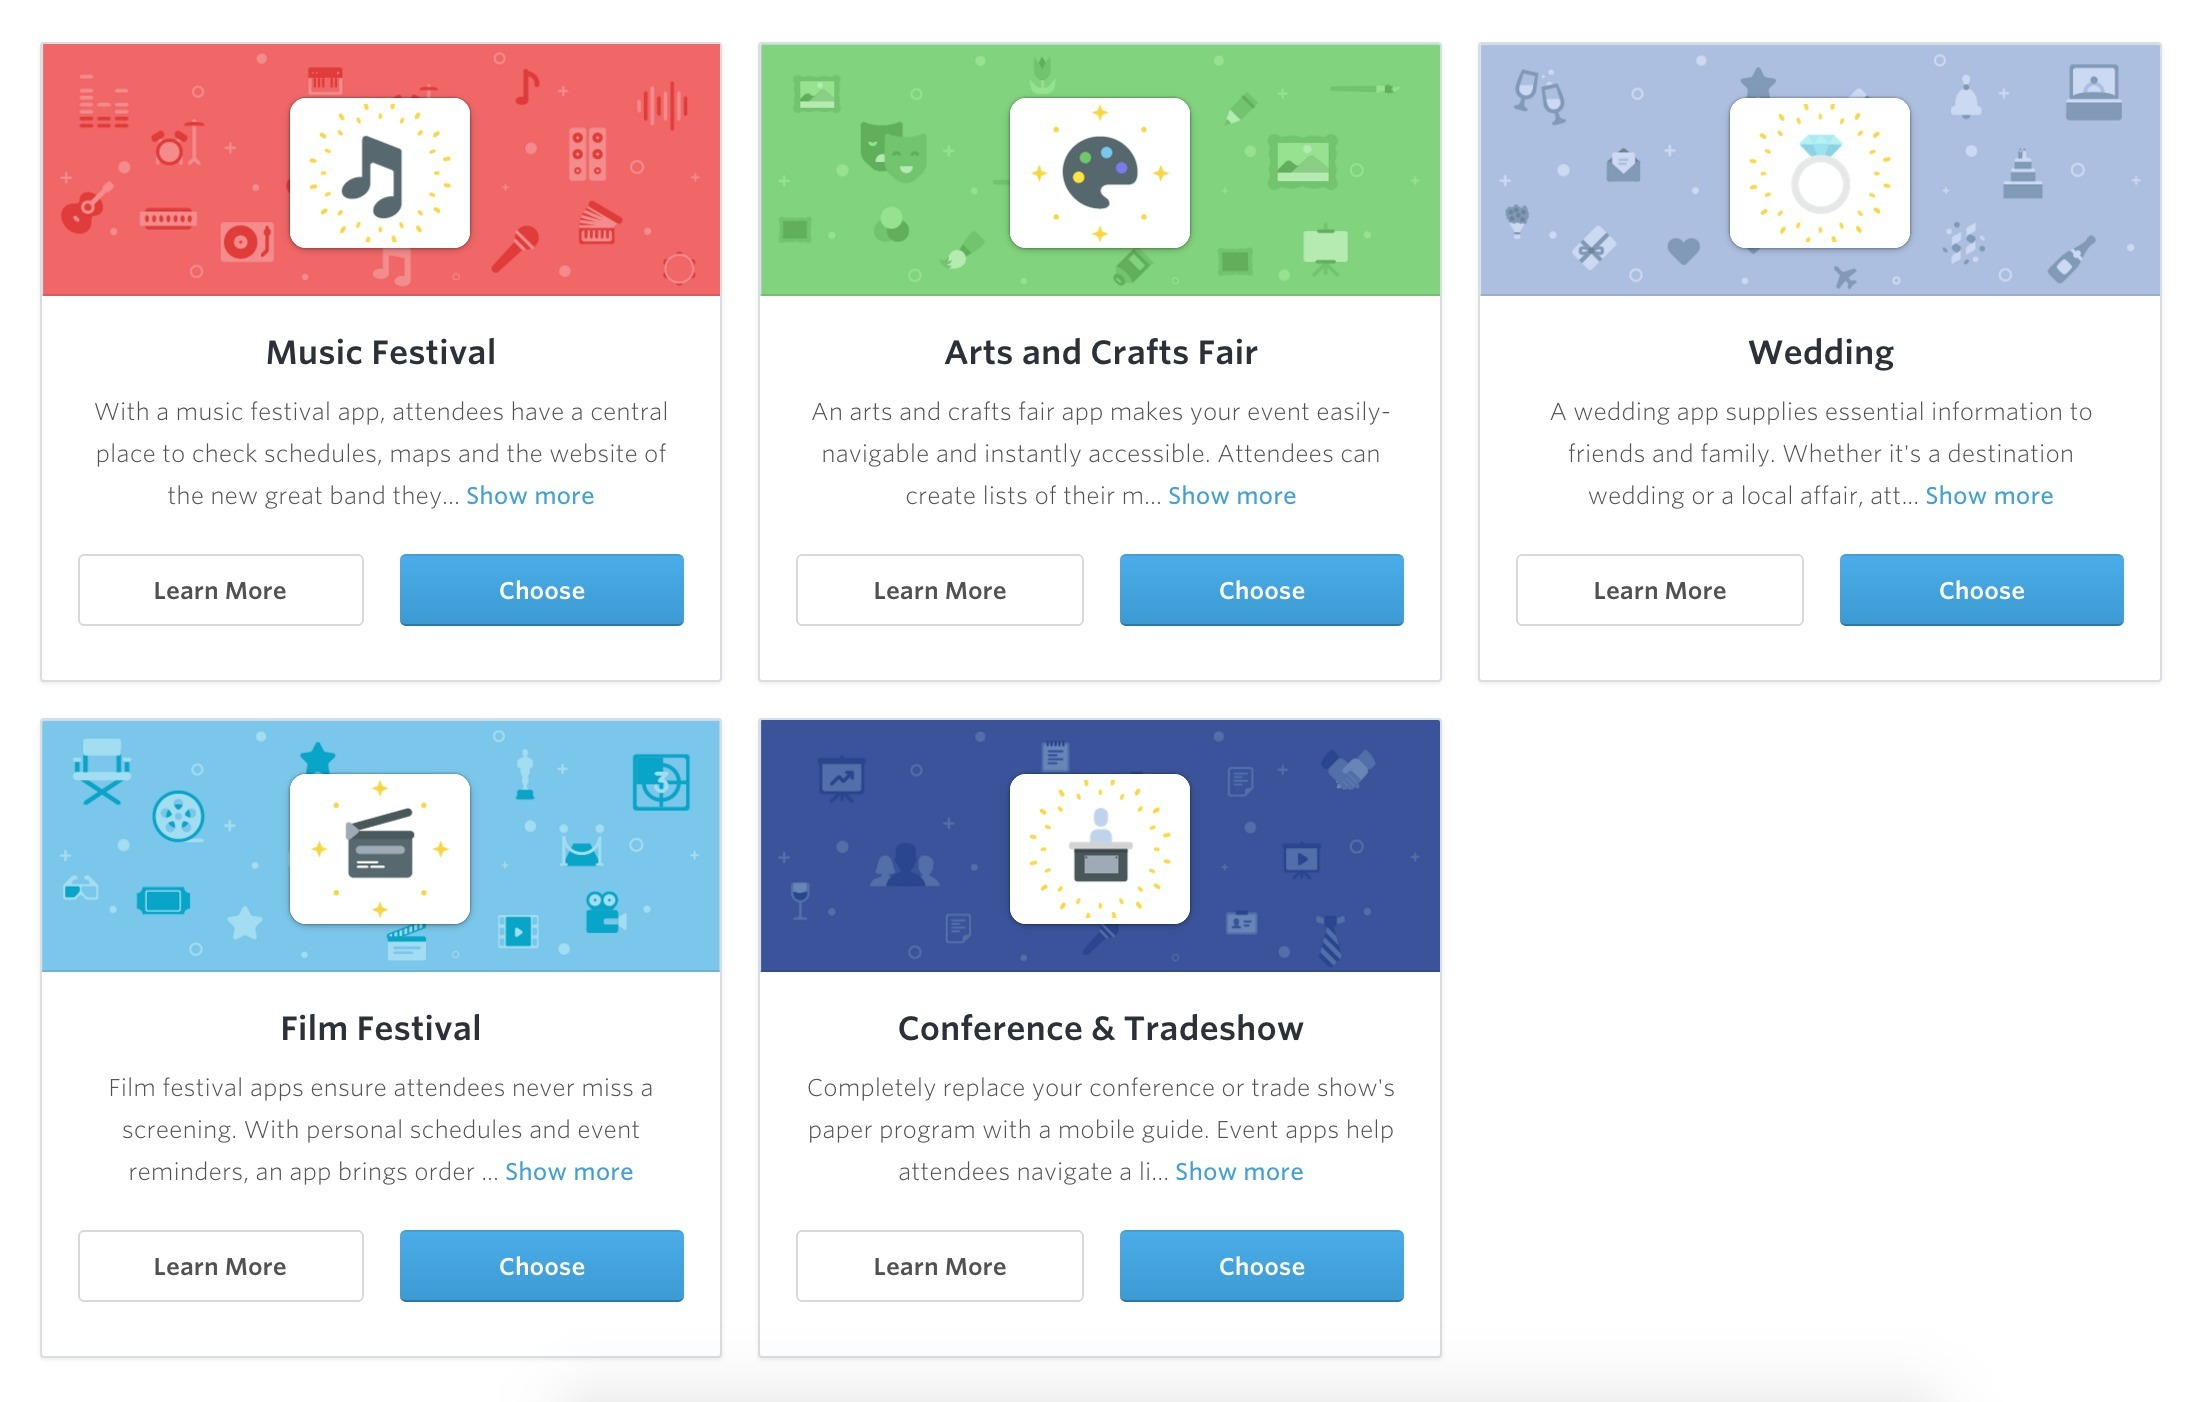 Music Festival
With a music festival app, attendees have a central
place to check schedules, maps and the website of
the new great band they... Show more
Learn More
Choose
Arts and Crafts Fair
An arts and crafts fair app makes your event easily-
navigable and instantly accessible. Attendees can
create lists of their m... Show more
Learn More
Choose
Wedding
A wedding app supplies essential information to
friends and family. Whether it's a destination
wedding or a local affair, att... Show more
Learn More
Choose
3
Film Festival
Film festival apps ensure attendees never miss a
screening. With personal schedules and event
reminders, an app brings order ... Show more
Learn More
Choose
Conference & Tradeshow
Completely replace your conference or trade show's
paper program with a mobile guide. Event apps help
attendees navigate a li... Show more
Learn More
Choose